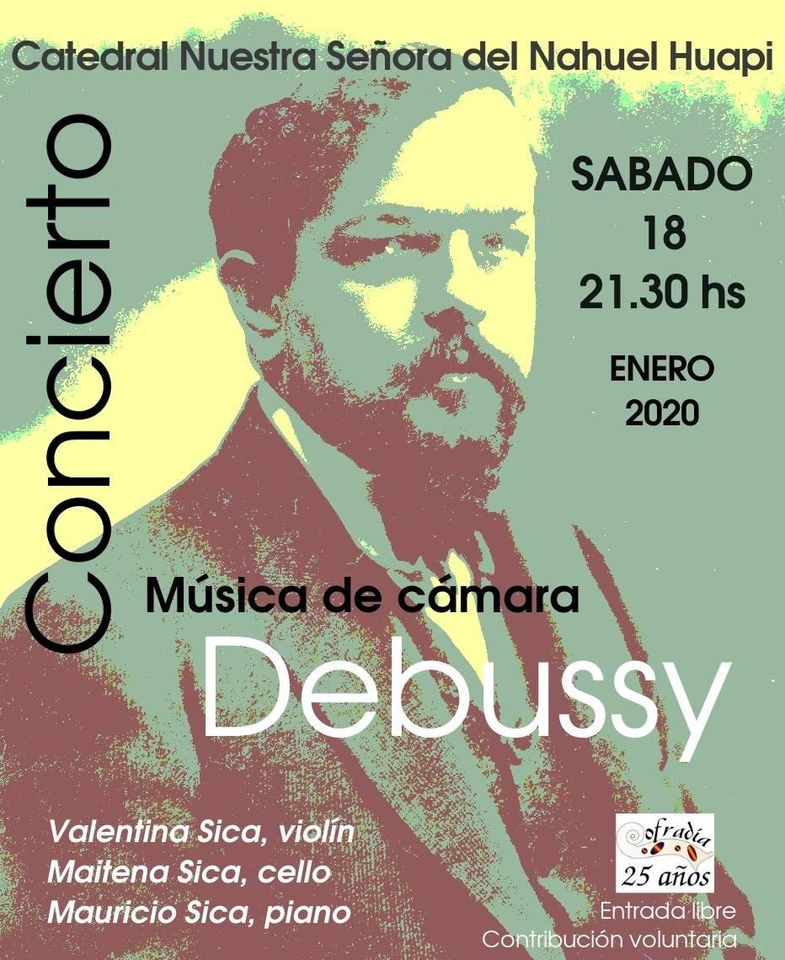 Catedral Nuestra Señora del Nahuel Huapi
Concierto
SABADO
18
21.30 hs
ENERO
2020
Música de cámara
Debussy
Valentina Sica, violín
Maitena Sica, cello
Mauricio Sica, piano
Cofradía
25 años
Entrada libre
Contribución voluntaria